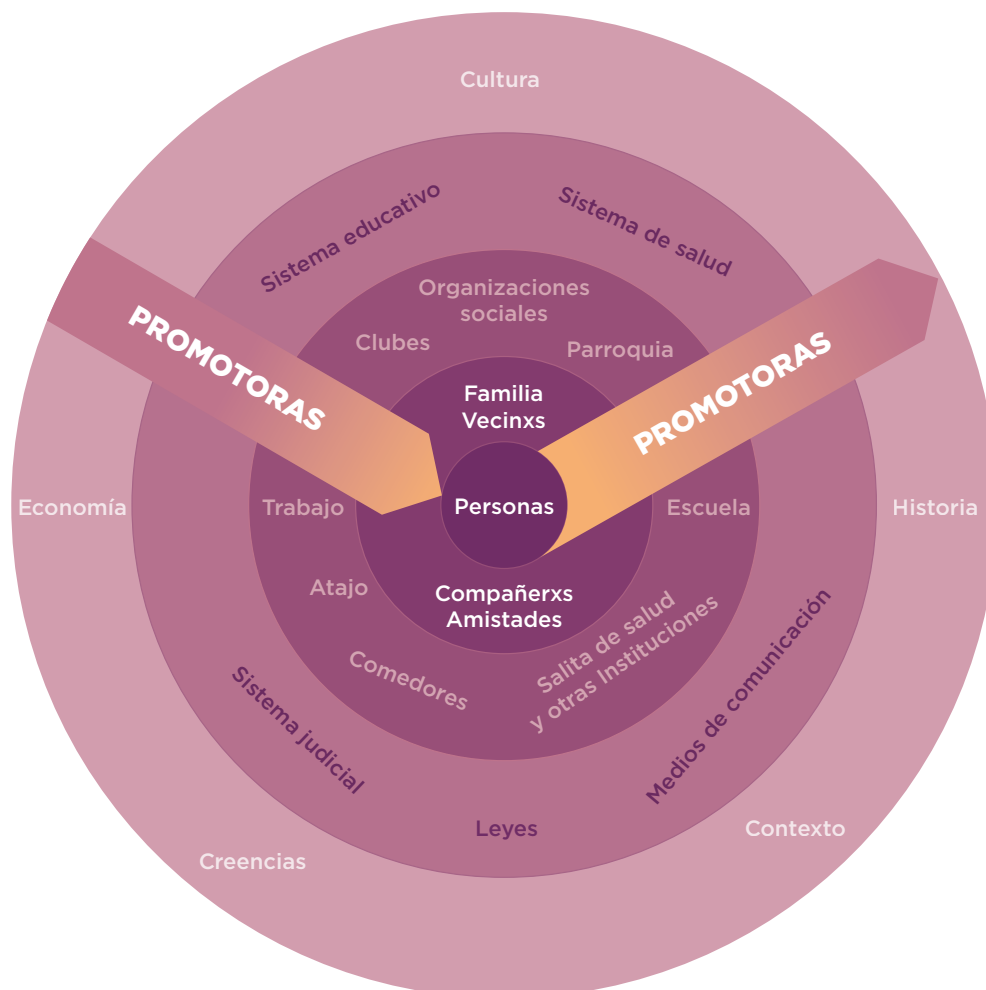 Cultura
Sistema educativo
Sistema de salud
Organizaciones
sociales
Clubes
Parroquia
PROMOTORAS
PROMOTORAS
Familia
Vecinxs
Economía
Trabajo
Personas
Escuela
Historia
Atajo
Compañerxs
Amistades
Comedores
Salita de salud
y otras Instituciones
Sistema judicial
Medios de comunicación
Leyes
Contexto
Creencias